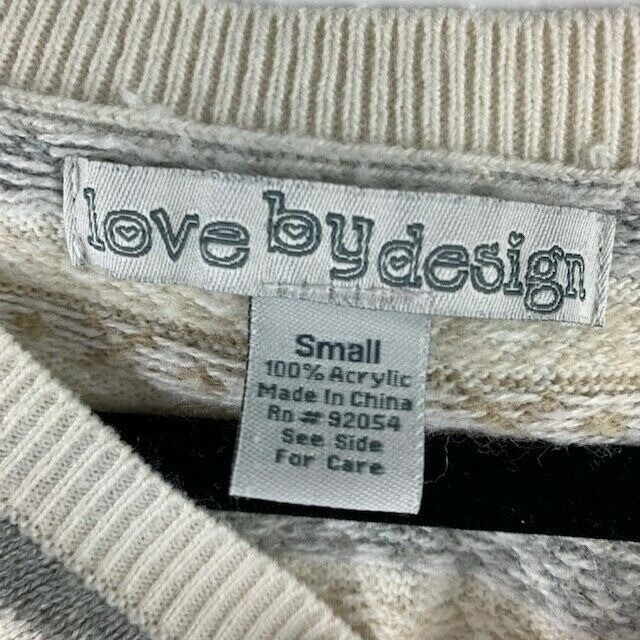 love by design
Small
100% Acrylic
Made In China
Rn# 92054
See Side
For Care